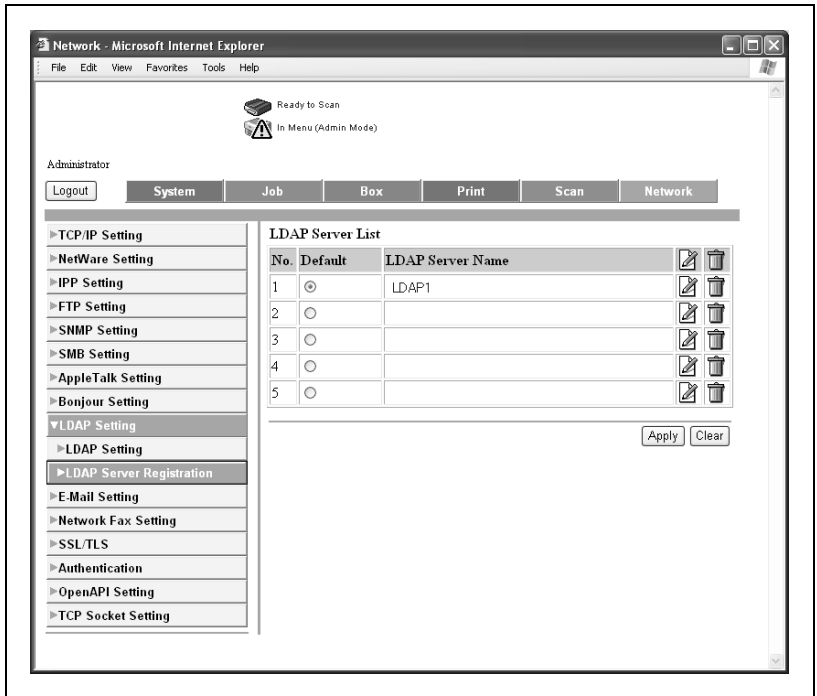 Network - Microsoft Internet Explorer
File Edit View Favorites Tools Help
Ready to Scan
In Menu (Admin Mode)
Administrator
Logout System Job Box Print Scan Network
TCP/IP Setting
NetWare Setting
IPP Setting
FTP Setting
SNMP Setting
SMB Setting
AppleTalk Setting
Bonjour Setting
LDAP Setting
LDAP Setting
LDAP Server Registration
E-Mail Setting
Network Fax Setting
SSL/TLS
Authentication
OpenAPI Setting
TCP Socket Setting
LDAP Server List
No. Default LDAP Server Name
1 LDAP1
2
3
4
5
Apply Clear